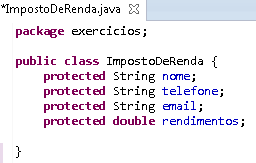 *ImpostoDeRenda.java
package exercicios;
public class ImpostoDeRenda {
protected String nome;
protected String telefone;
protected String email;
protected double rendimentos;
}